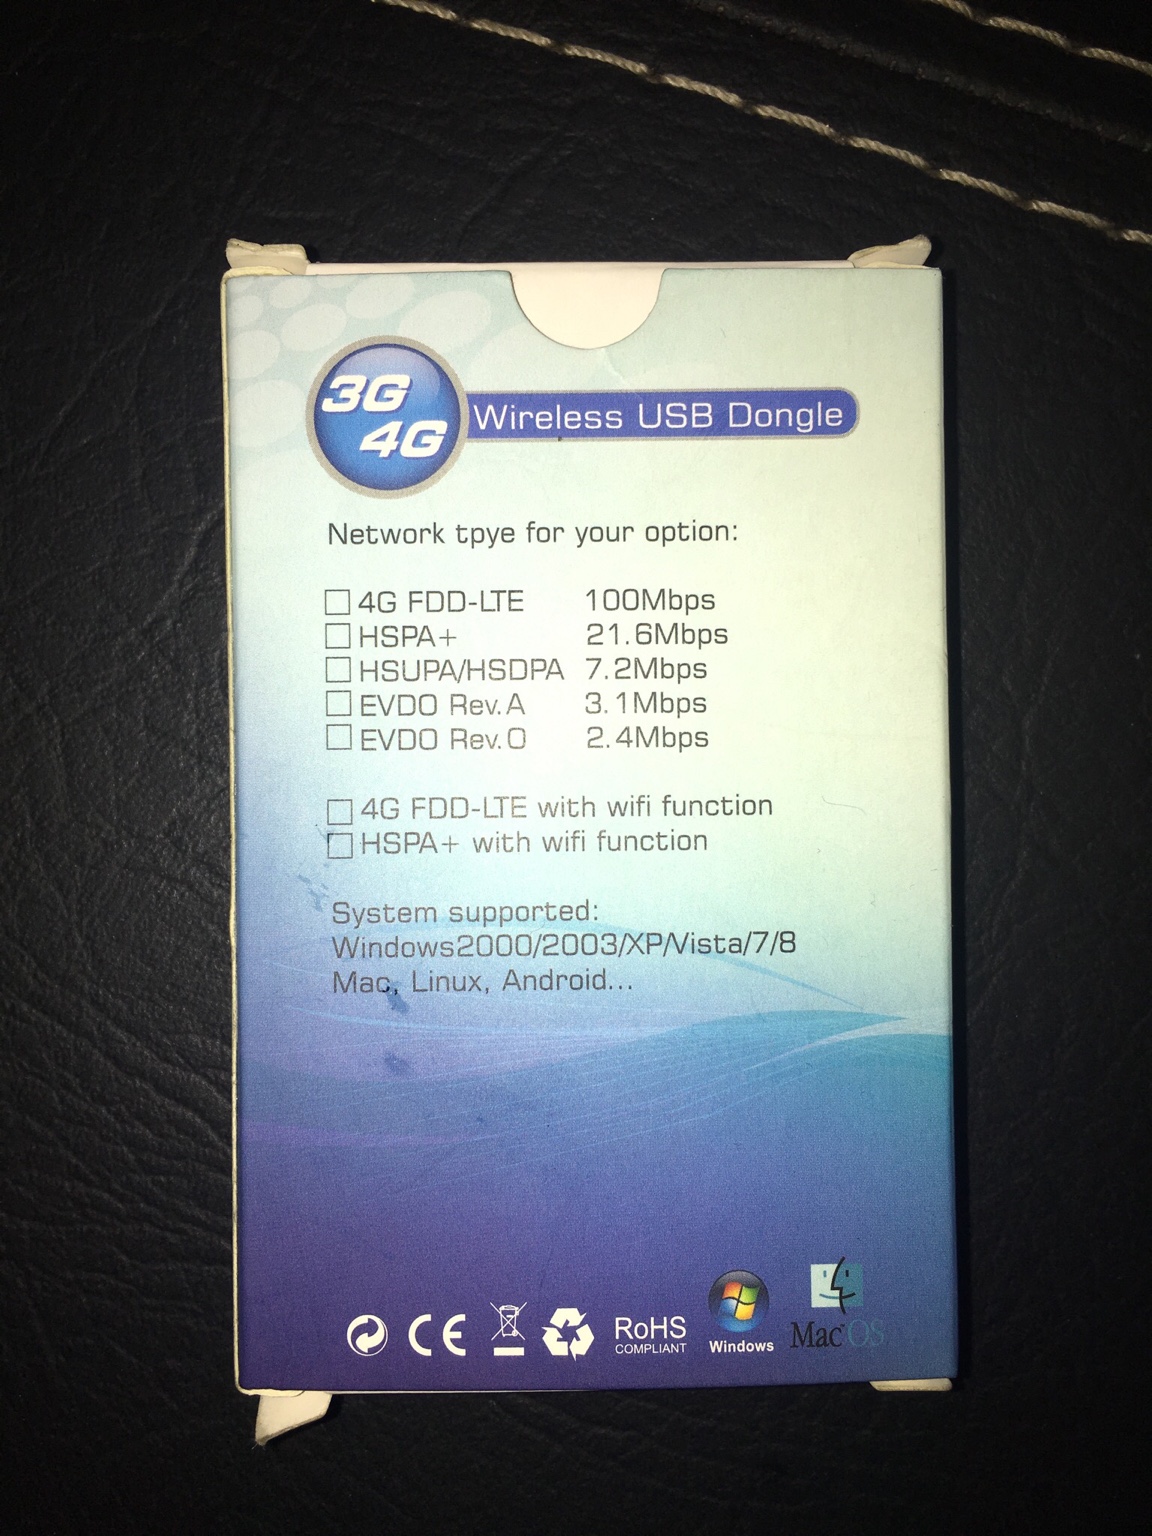 3G
4G
Wireless USB Dongle
Network tpye for your option:
4G FDD-LTE 100Mbps
HSPA+ 21.6Mbps
HSUPA/HSDPA 7.2Mbps
EVDO Rev.A 3.1Mbps
EVDO Rev.0 2.4Mbps
4G FDD-LTE with wifi function
HSPA+ with wifi function
System supported:
Windows2000/2003/XP/Vista/7/8
Mac, Linux, Android...
CE
RoHS
COMPLIANT
Windows
Mac™OS